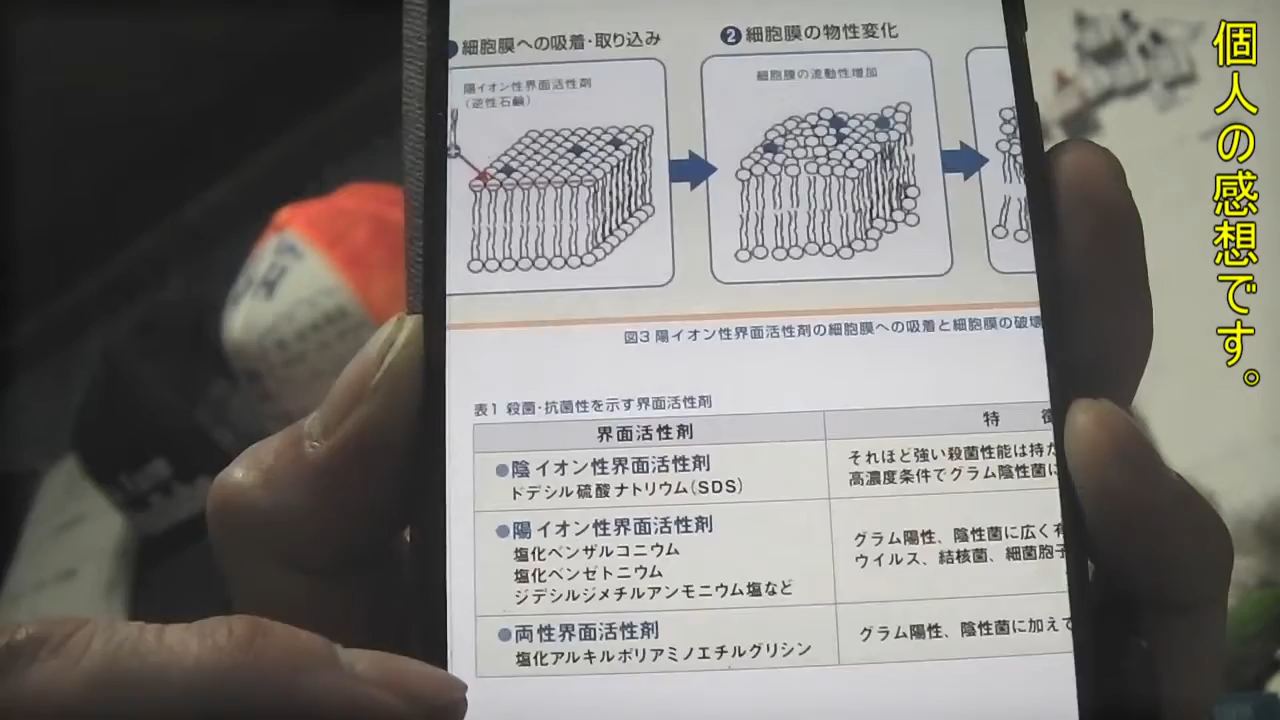 細胞膜への吸着・取り込み
陽イオン性界面活性剤
(逆性石鹸)
❷細胞膜の物性変化
細胞膜の流動性増加
図3 陽イオン性界面活性剤の細胞膜への吸着と細胞膜の破壊
表1 殺菌・抗菌性を示す界面活性剤
界面活性剤
特 徴
●陰イオン性界面活性剤
ドデシル硫酸ナトリウム(SDS)
それほど強い殺菌性能は持た
高濃度条件でグラム陰性菌に
●陽イオン性界面活性剤
塩化ベンザルコニウム
塩化ベンゼトニウム
ジデシルジメチルアンモニウム塩など
グラム陽性、陰性菌に広く有
ウイルス、結核菌、細菌胞子
●両性界面活性剤
塩化アルキルポリアミノエチルグリシン
グラム陽性、陰性菌に加えて
個人の感想です。